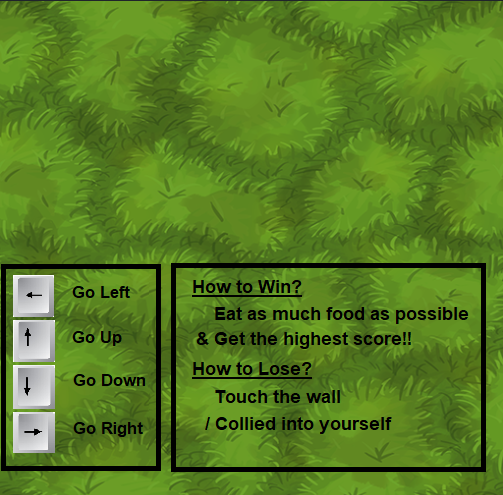 Go Left
Go Up
Go Down
Go Right
How to Win?
Eat as much food as possible
& Get the highest score!!
How to Lose?
Touch the wall
/ Collied into yourself